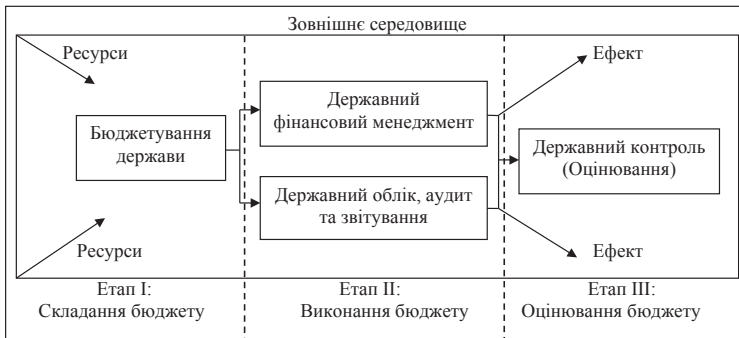 Зовнішнє середовище
Ресурси
Ефект
Бюджетування
держави
Державний
фінансовий менеджмент
Державний контроль
(Оцінювання)
Державний облік, аудит
та звітування
Ресурси
Ефект
Етап I:
Складання бюджету
Етап II:
Виконання бюджету
Етап III:
Оцінювання бюджету